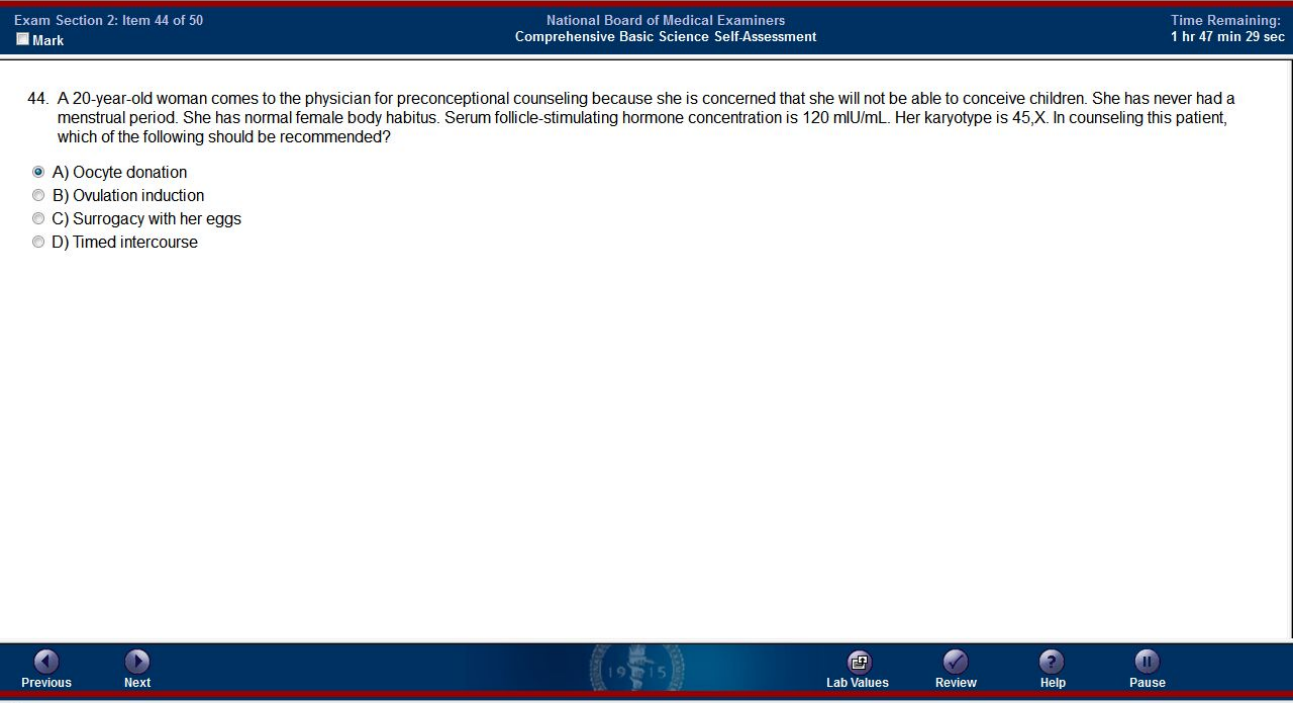 Exam Section 2: Item 44 of 50
National Board of Medical Examiners
Time Remaining:
Mark
Comprehensive Basic Science Self-Assessment
1 hr 47 min 29 sec
44. A 20-year-old woman comes to the physician for preconceptional counseling because she is concerned that she will not be able to conceive children. She has never had a
menstrual period. She has normal female body habitus. Serum follicle-stimulating hormone concentration is 120 mIU/mL. Her karyotype is 45,X. In counseling this patient,
which of the following should be recommended?
A) Oocyte donation
B) Ovulation induction
C) Surrogacy with her eggs
D) Timed intercourse
1915
Previous
Next
Lab Values
Review
Help
Pause